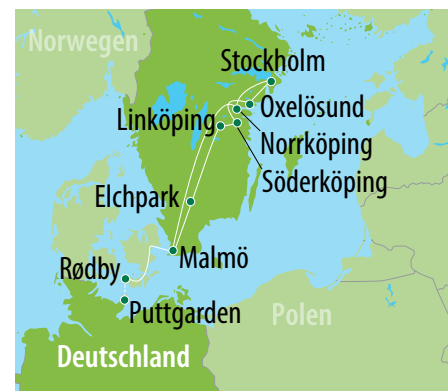 Norwegen
Stockholm
Oxelösund
Linköping
Norrköping
Söderköping
Elchpark
Malmö
Rødby
Puttgarden
Polen
Deutschland